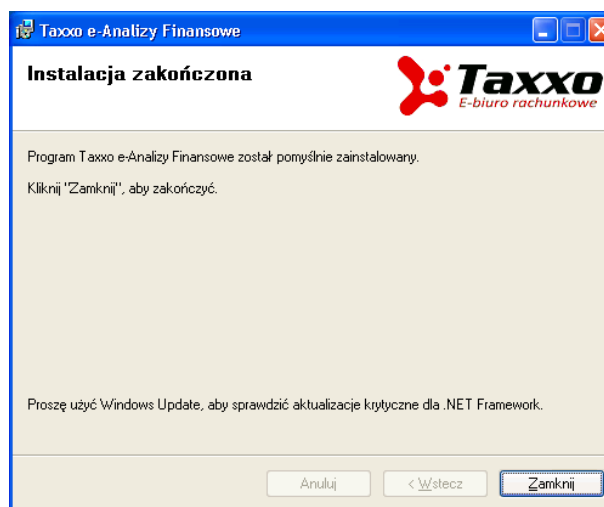 Taxxo e-Analizy Finansowe
Instalacja zakończona
Taxxo
E-biuro rachunkowe
Program Taxxo e-Analizy Finansowe został pomyślnie zainstalowany.
Kliknij "Zamknij", aby zakończyć.
Proszę użyć Windows Update, aby sprawdzić aktualizacje krytyczne dla .NET Framework.
Anuluj
< Wstecz
Zamknij